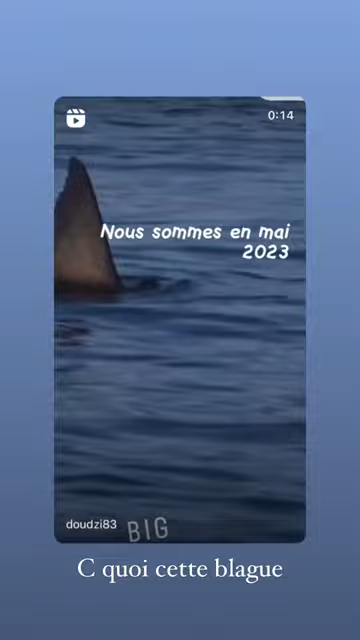 0:14
Nous sommes en mai
2023
doudzi83
BIG
C quoi cette blague